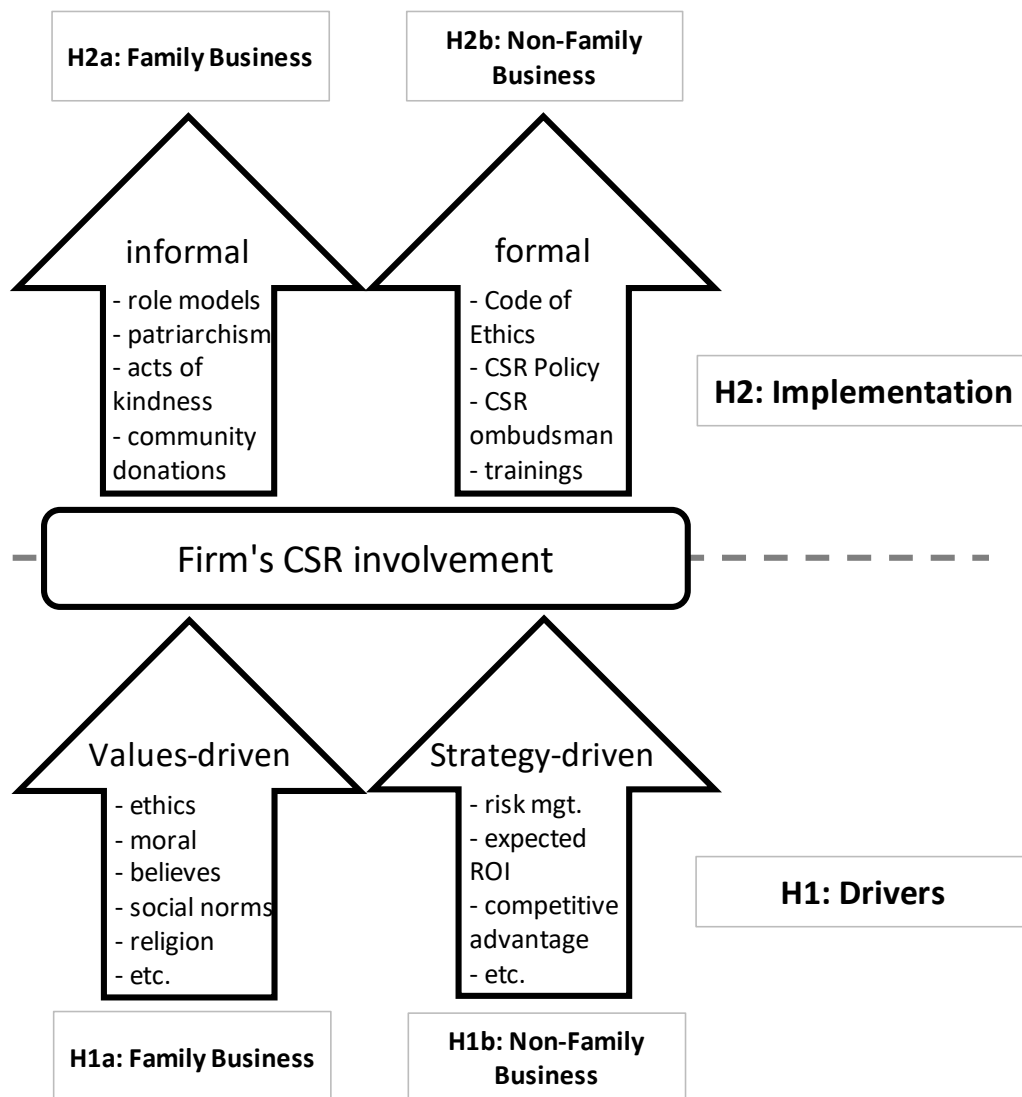 H2a: Family Business
H2b: Non-Family
Business
informal
- role models
- patriarchism
- acts of
kindness
- community
donations
formal
- Code of
Ethics
- CSR Policy
- CSR
ombudsman
- trainings
H2: Implementation
Firm's CSR involvement
Values-driven
- ethics
- moral
- believes
- social norms
- religion
- etc.
Strategy-driven
- risk mgt.
- expected
ROI
- competitive
advantage
- etc.
H1: Drivers
H1a: Family Business
H1b: Non-Family
Business